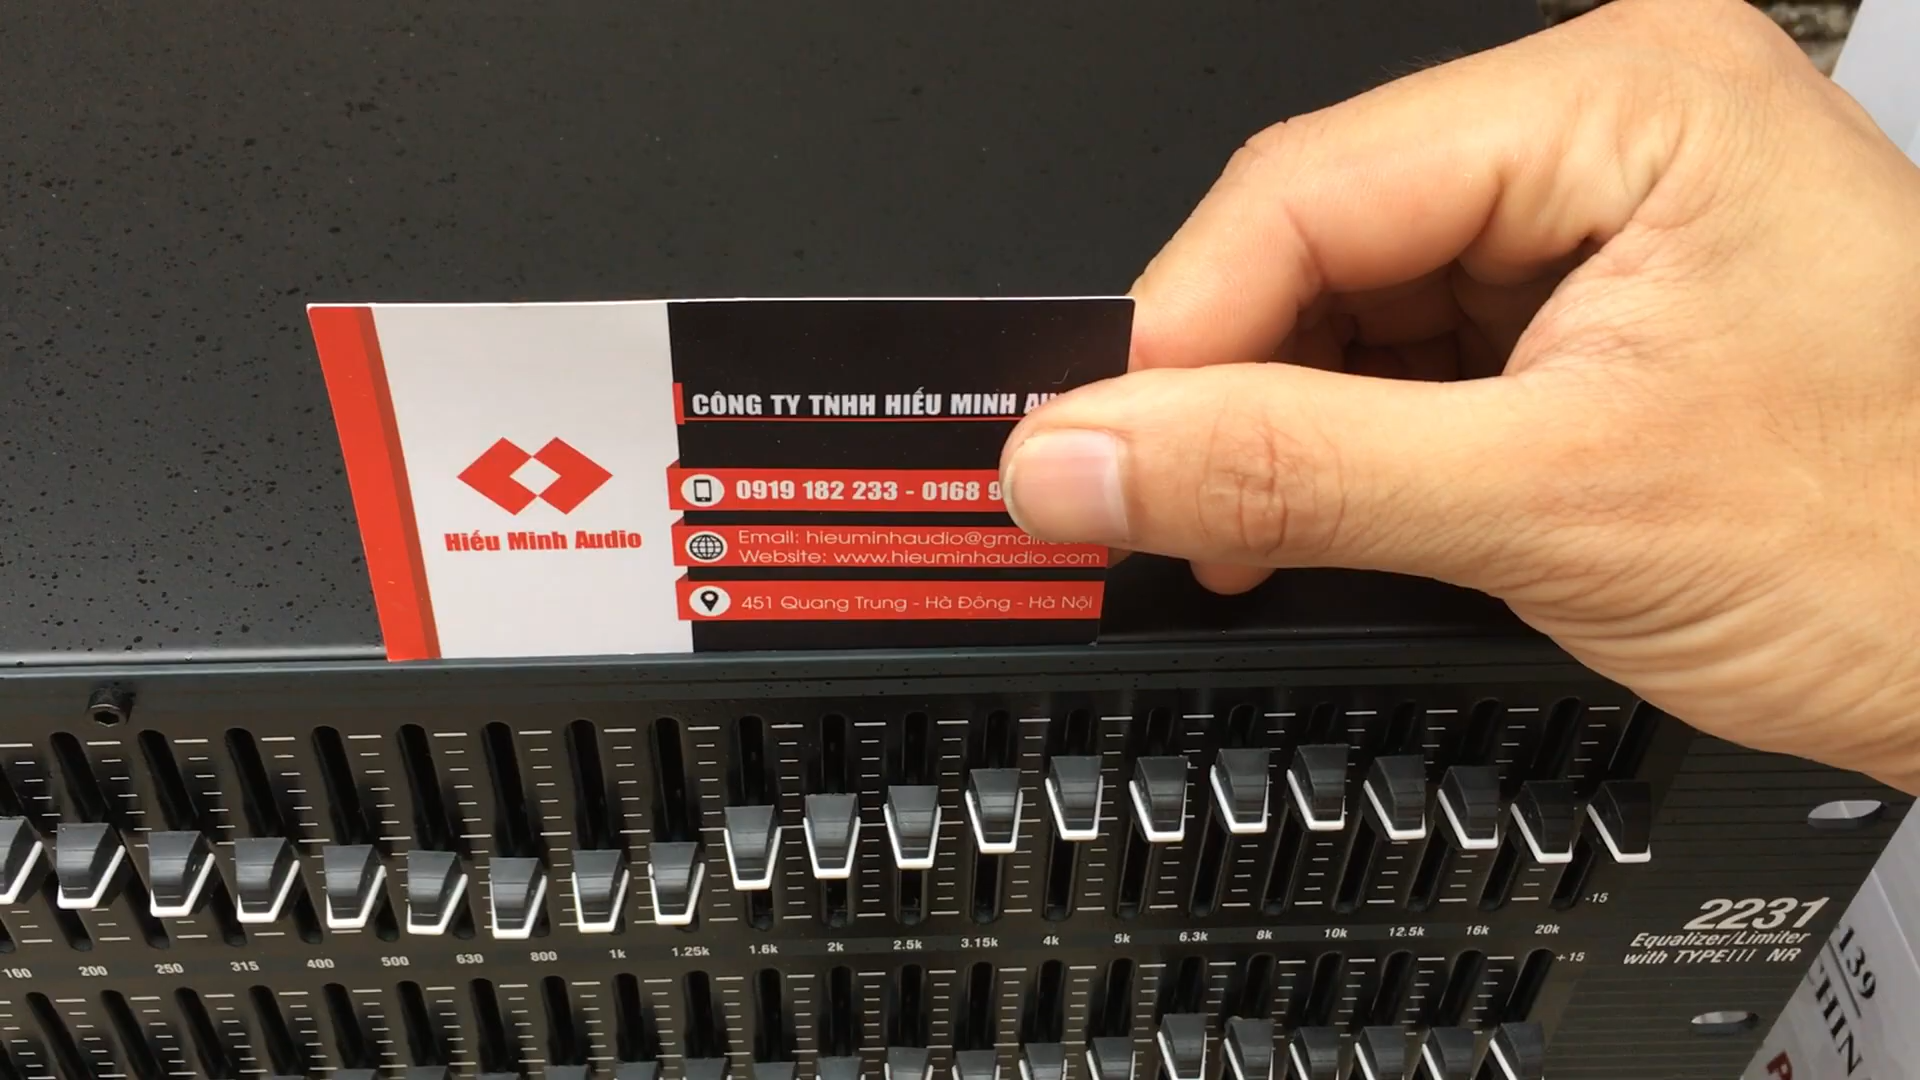 CÔNG TY TNHH HIẾU MINH
0919 182 233 - 0168 9
Hiếu Minh Audio
Email: hieuminhaudio@gmail
Website: www.hieuminhaudio.com
451 Quang Trung - Hà Đông - Hà Nội
-15
160 200 250 315 400 500 630 800 1k 1.25k 1.6k 2k 2.5k 3.15k 4k 5k 6.3k 8k 10k 12.5k 16k 20k
2231
Equalizer/Limiter
with TYPE III NR
+15
139